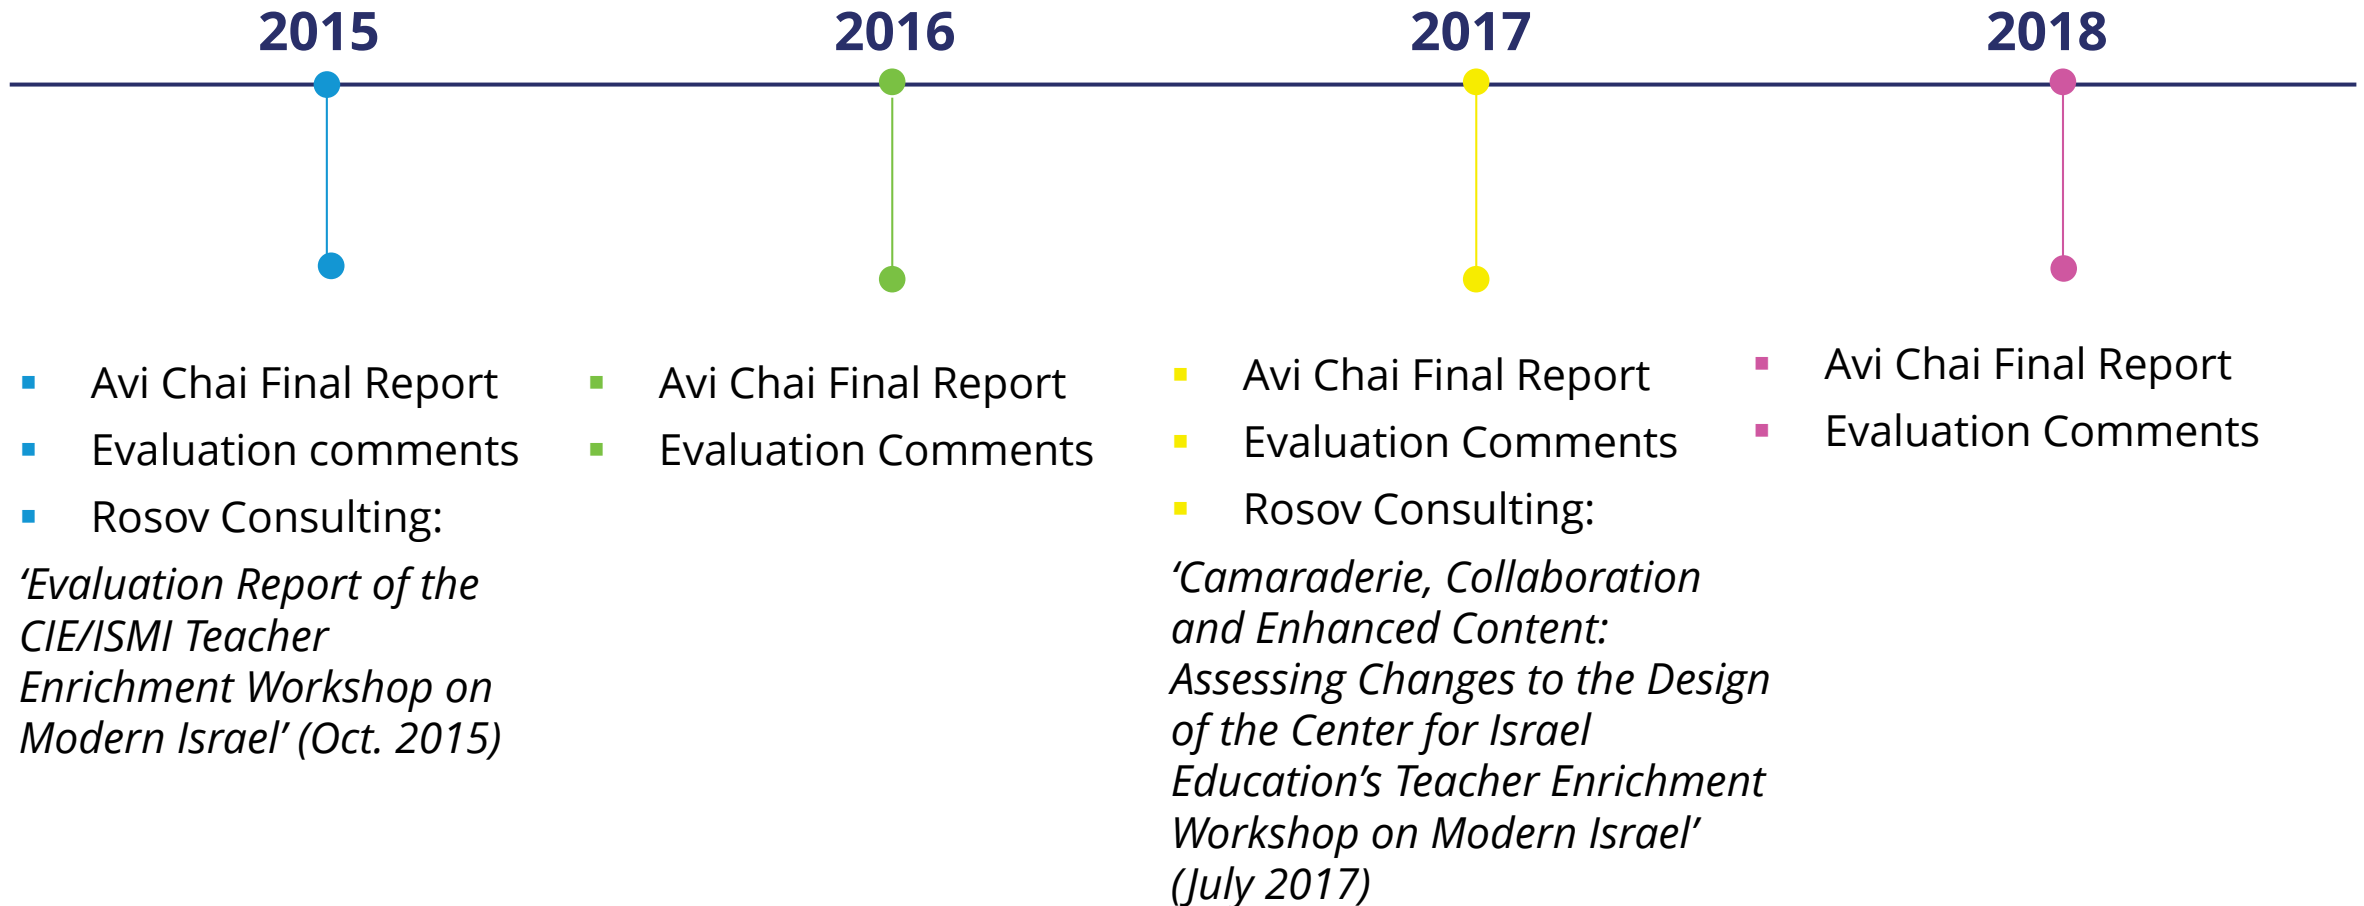 2015
2016
2017
2018
▪ Avi Chai Final Report
▪ Evaluation comments
▪ Rosov Consulting:
‘Evaluation Report of the
CIE/ISMI Teacher
Enrichment Workshop on
Modern Israel’ (Oct. 2015)
▪ Avi Chai Final Report
▪ Evaluation Comments
▪ Avi Chai Final Report
▪ Evaluation Comments
▪ Rosov Consulting:
‘Camaraderie, Collaboration
and Enhanced Content:
Assessing Changes to the Design
of the Center for Israel
Education’s Teacher Enrichment
Workshop on Modern Israel’
(July 2017)
▪ Avi Chai Final Report
▪ Evaluation Comments